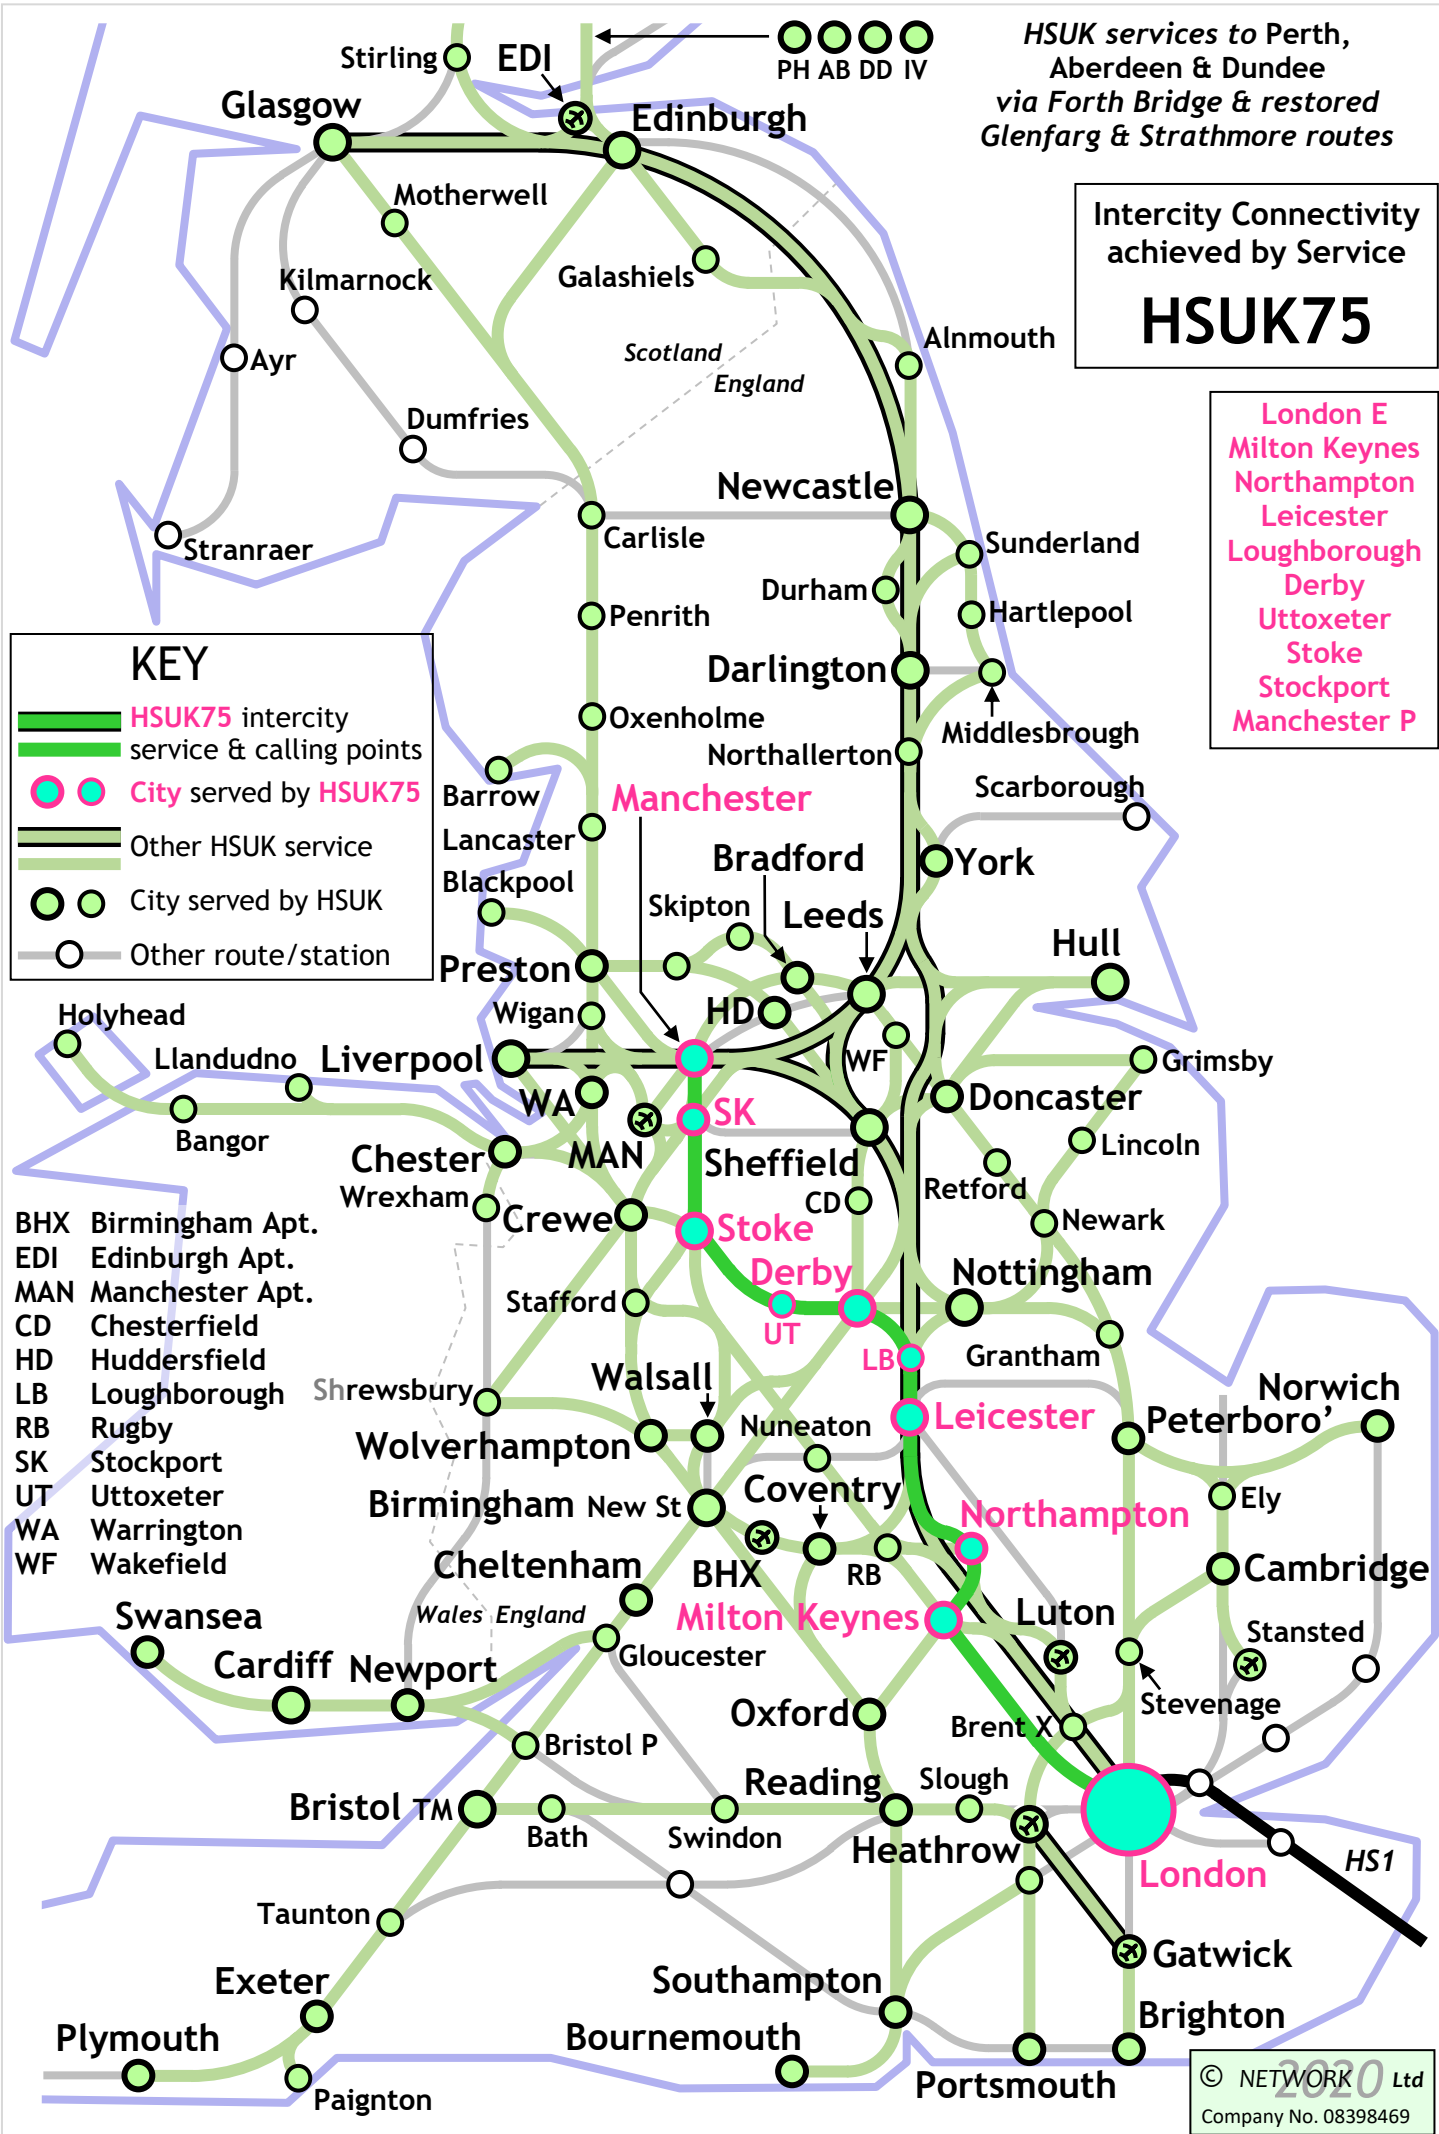 HSUK services to Perth,
Aberdeen & Dundee
via Forth Bridge & restored
Glenfarg & Strathmore routes
PH AB DD IV
Stirling
EDI
Glasgow
Edinburgh
Intercity Connectivity
achieved by Service
HSUK75
Motherwell
Galashiels
Kilmarnock
Alnmouth
Ayr
Scotland
England
London E
Milton Keynes
Northampton
Leicester
Loughborough
Derby
Uttoxeter
Stoke
Stockport
Manchester P
Dumfries
Newcastle
Carlisle
Stranraer
Sunderland
Durham
Hartlepool
Penrith
Darlington
KEY
HSUK75 intercity
service & calling points
City served by HSUK75
Other HSUK service
City served by HSUK
Other route/station
Oxenholme
Middlesbrough
Northallerton
Scarborough
Barrow
Manchester
Lancaster
Bradford
York
Blackpool
Skipton
Leeds
Hull
Preston
HD
Wigan
Holyhead
Llandudno
Liverpool
WF
Grimsby
WA
Doncaster
SK
Bangor
MAN
Lincoln
Chester
Sheffield
Retford
Wrexham
CD
Crewe
Stoke
Newark
BHX Birmingham Apt.
EDI Edinburgh Apt.
MAN Manchester Apt.
CD Chesterfield
HD Huddersfield
LB Loughborough
RB Rugby
SK Stockport
UT Uttoxeter
WA Warrington
WF Wakefield
Derby
Nottingham
Stafford
UT
LB
Grantham
Walsall
Shrewsbury
Norwich
Leicester
Peterboro’
Nuneaton
Wolverhampton
Coventry
Ely
Birmingham New St
Northampton
Cheltenham
BHX
RB
Cambridge
Wales England
Milton Keynes
Luton
Swansea
Stansted
Gloucester
Cardiff
Newport
Stevenage
Oxford
Brent X
Bristol P
Reading
Slough
Bristol TM
Bath
Swindon
Heathrow
London
HS1
Taunton
Gatwick
Exeter
Southampton
Brighton
Plymouth
Bournemouth
Portsmouth
Paignton
© NETWORK 2020 Ltd
Company No. 08398469